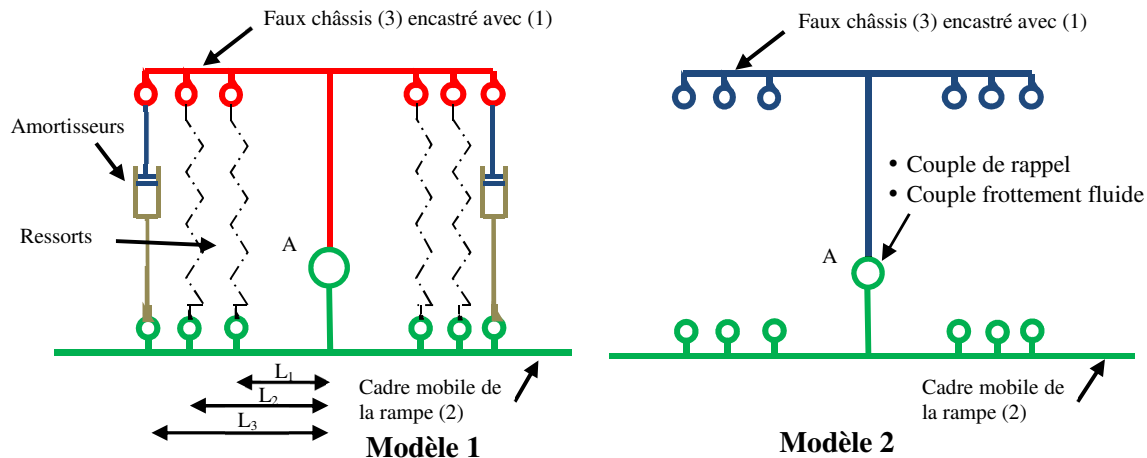 Faux châssis (3) encastré avec (1)
Amortisseurs
Ressorts
A
L1
L2
L3
Cadre mobile de
la rampe (2)
Modèle 1
Faux châssis (3) encastré avec (1)
• Couple de rappel
• Couple frottement fluide
A
Cadre mobile de
la rampe (2)
Modèle 2